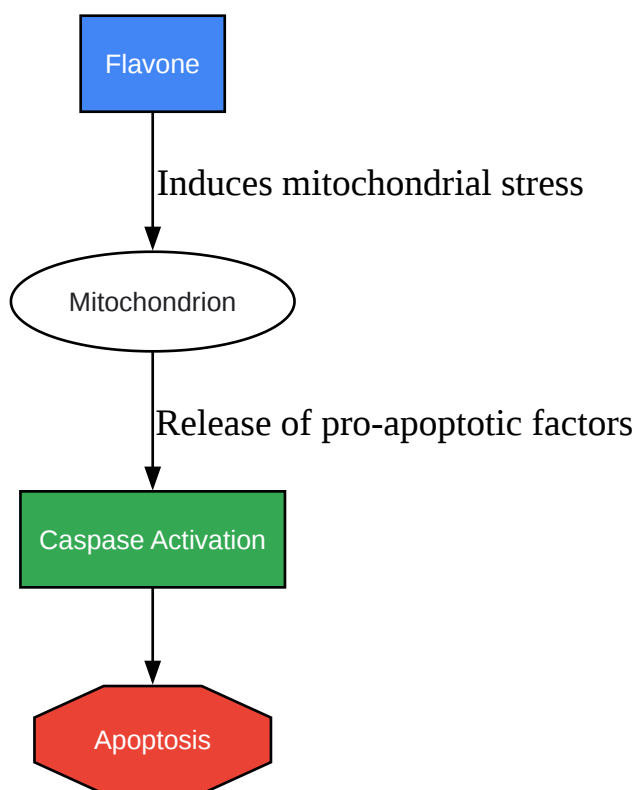 Flavone
Induces mitochondrial stress
Mitochondrion
Release of pro-apoptotic factors
Caspase Activation
Apoptosis